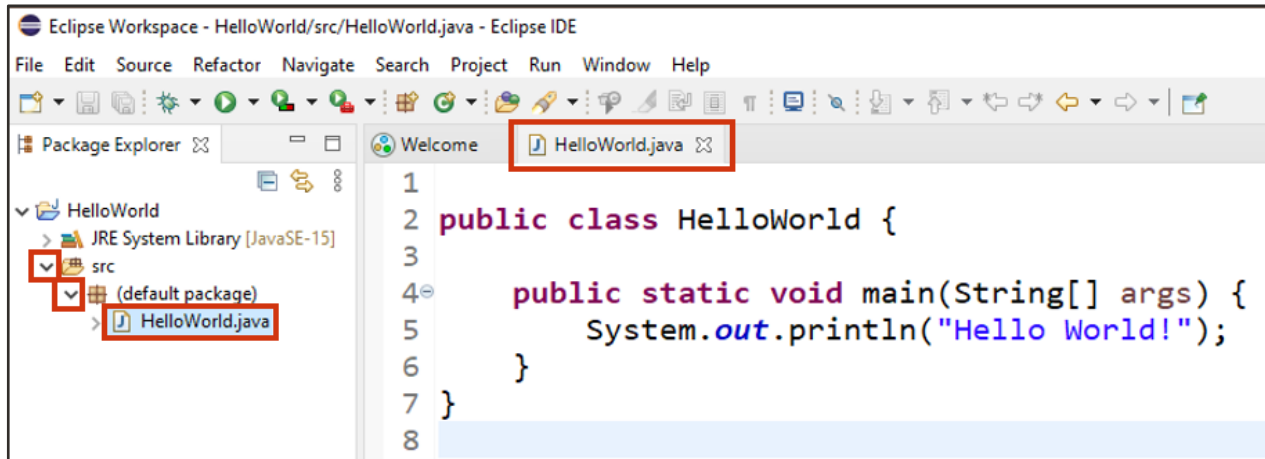 Eclipse Workspace - HelloWorld/src/HelloWorld.java - Eclipse IDE
File Edit Source Refactor Navigate Search Project Run Window Help
Package Explorer
Welcome HelloWorld.java
HelloWorld
JRE System Library [JavaSE-15]
src
(default package)
HelloWorld.java
1
2 public class HelloWorld {
3
4 public static void main(String[] args) {
5 System.out.println("Hello World!");
6 }
7 }
8